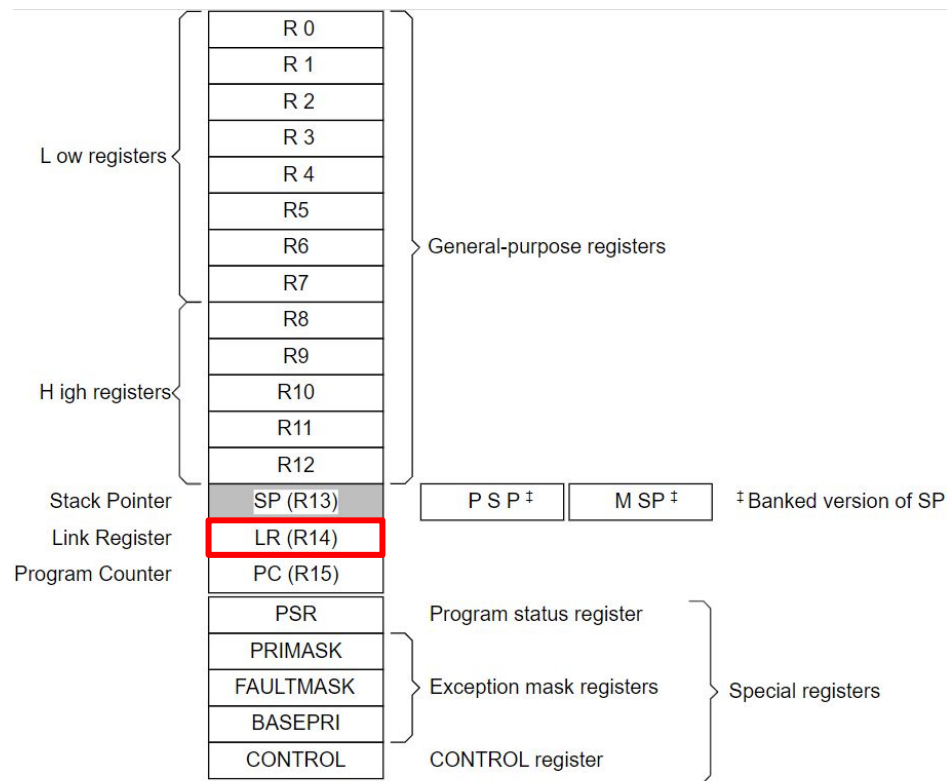 R 0
R 1
R 2
R 3
L ow registers
R 4
R5
R6
General-purpose registers
R7
R8
R9
H igh registers
R10
R11
R12
Stack Pointer SP (R13) P S P ‡ M SP ‡ ‡ Banked version of SP
Link Register LR (R14)
Program Counter PC (R15)
PSR Program status register
PRIMASK
FAULTMASK Exception mask registers Special registers
BASEPRI
CONTROL CONTROL register